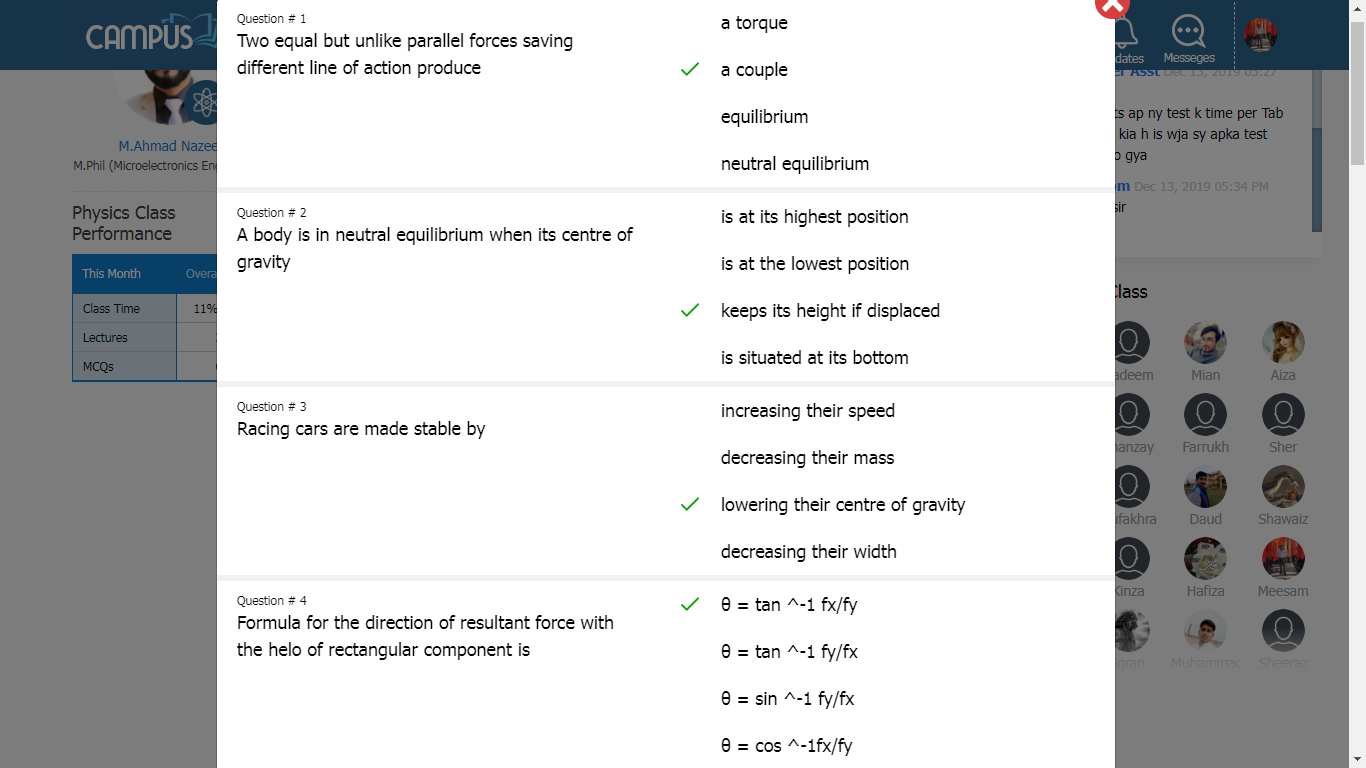 CAMPUS
M.Ahmad Nazee
M.Phil (Microelectronics Eng
Physics Class
Performance
This Month Overa
Class Time 11%
Lectures
MCQs
Question # 1
Two equal but unlike parallel forces saving
different line of action produce
a torque
a couple
equilibrium
neutral equilibrium
Question # 2
A body is in neutral equilibrium when its centre of
gravity
is at its highest position
is at the lowest position
keeps its height if displaced
is situated at its bottom
Question # 3
Racing cars are made stable by
increasing their speed
decreasing their mass
lowering their centre of gravity
decreasing their width
Question # 4
Formula for the direction of resultant force with
the helo of rectangular component is
θ = tan ^-1 fx/fy
θ = tan ^-1 fy/fx
θ = sin ^-1 fy/fx
θ = cos ^-1fx/fy
dates Messeges
er Asst Dec 13, 2019 05:27
ts ap ny test k time per Tab
kia h is wja sy apka test
o gya
om Dec 13, 2019 05:34 PM
sir
Class
adeem Mian Aiza
anzay Farrukh Sher
ufakhra Daud Shawaiz
Kinza Hafiza Meesam
qran Muhammad Sheeraz